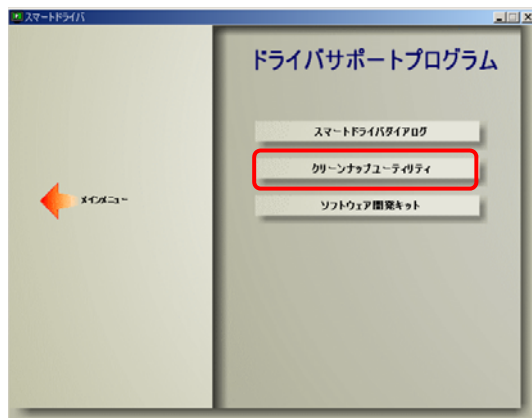 スマートドライバ
ドライバサポートプログラム
スマートドライバダイアログ
クリーンナップユーティリティ
メインメニュー
ソフトウェア開発キット